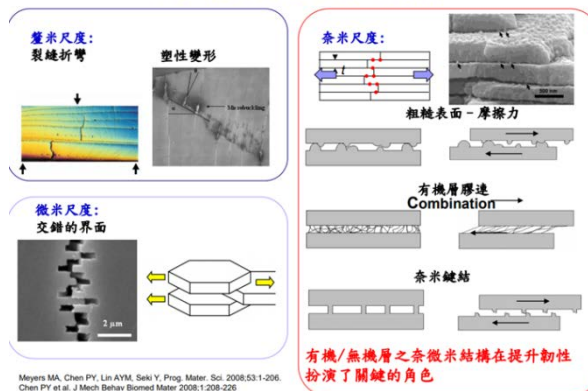 釐米尺度:
裂縫折彎
塑性變形
Microbuckling
微米尺度:
交錯的界面
2 μm
奈米尺度:
粗糙表面 – 摩擦力
有機層膠連
Combination
奈米鍵結
有機/無機層之奈微米結構在提升韌性
扮演了關鍵的角色
Meyers MA, Chen PY, Lin AYM, Seki Y, Prog. Mater. Sci. 2008;53:1-206.
Chen PY et al. J Mech Behav Biomed Mater 2008;1:208-226